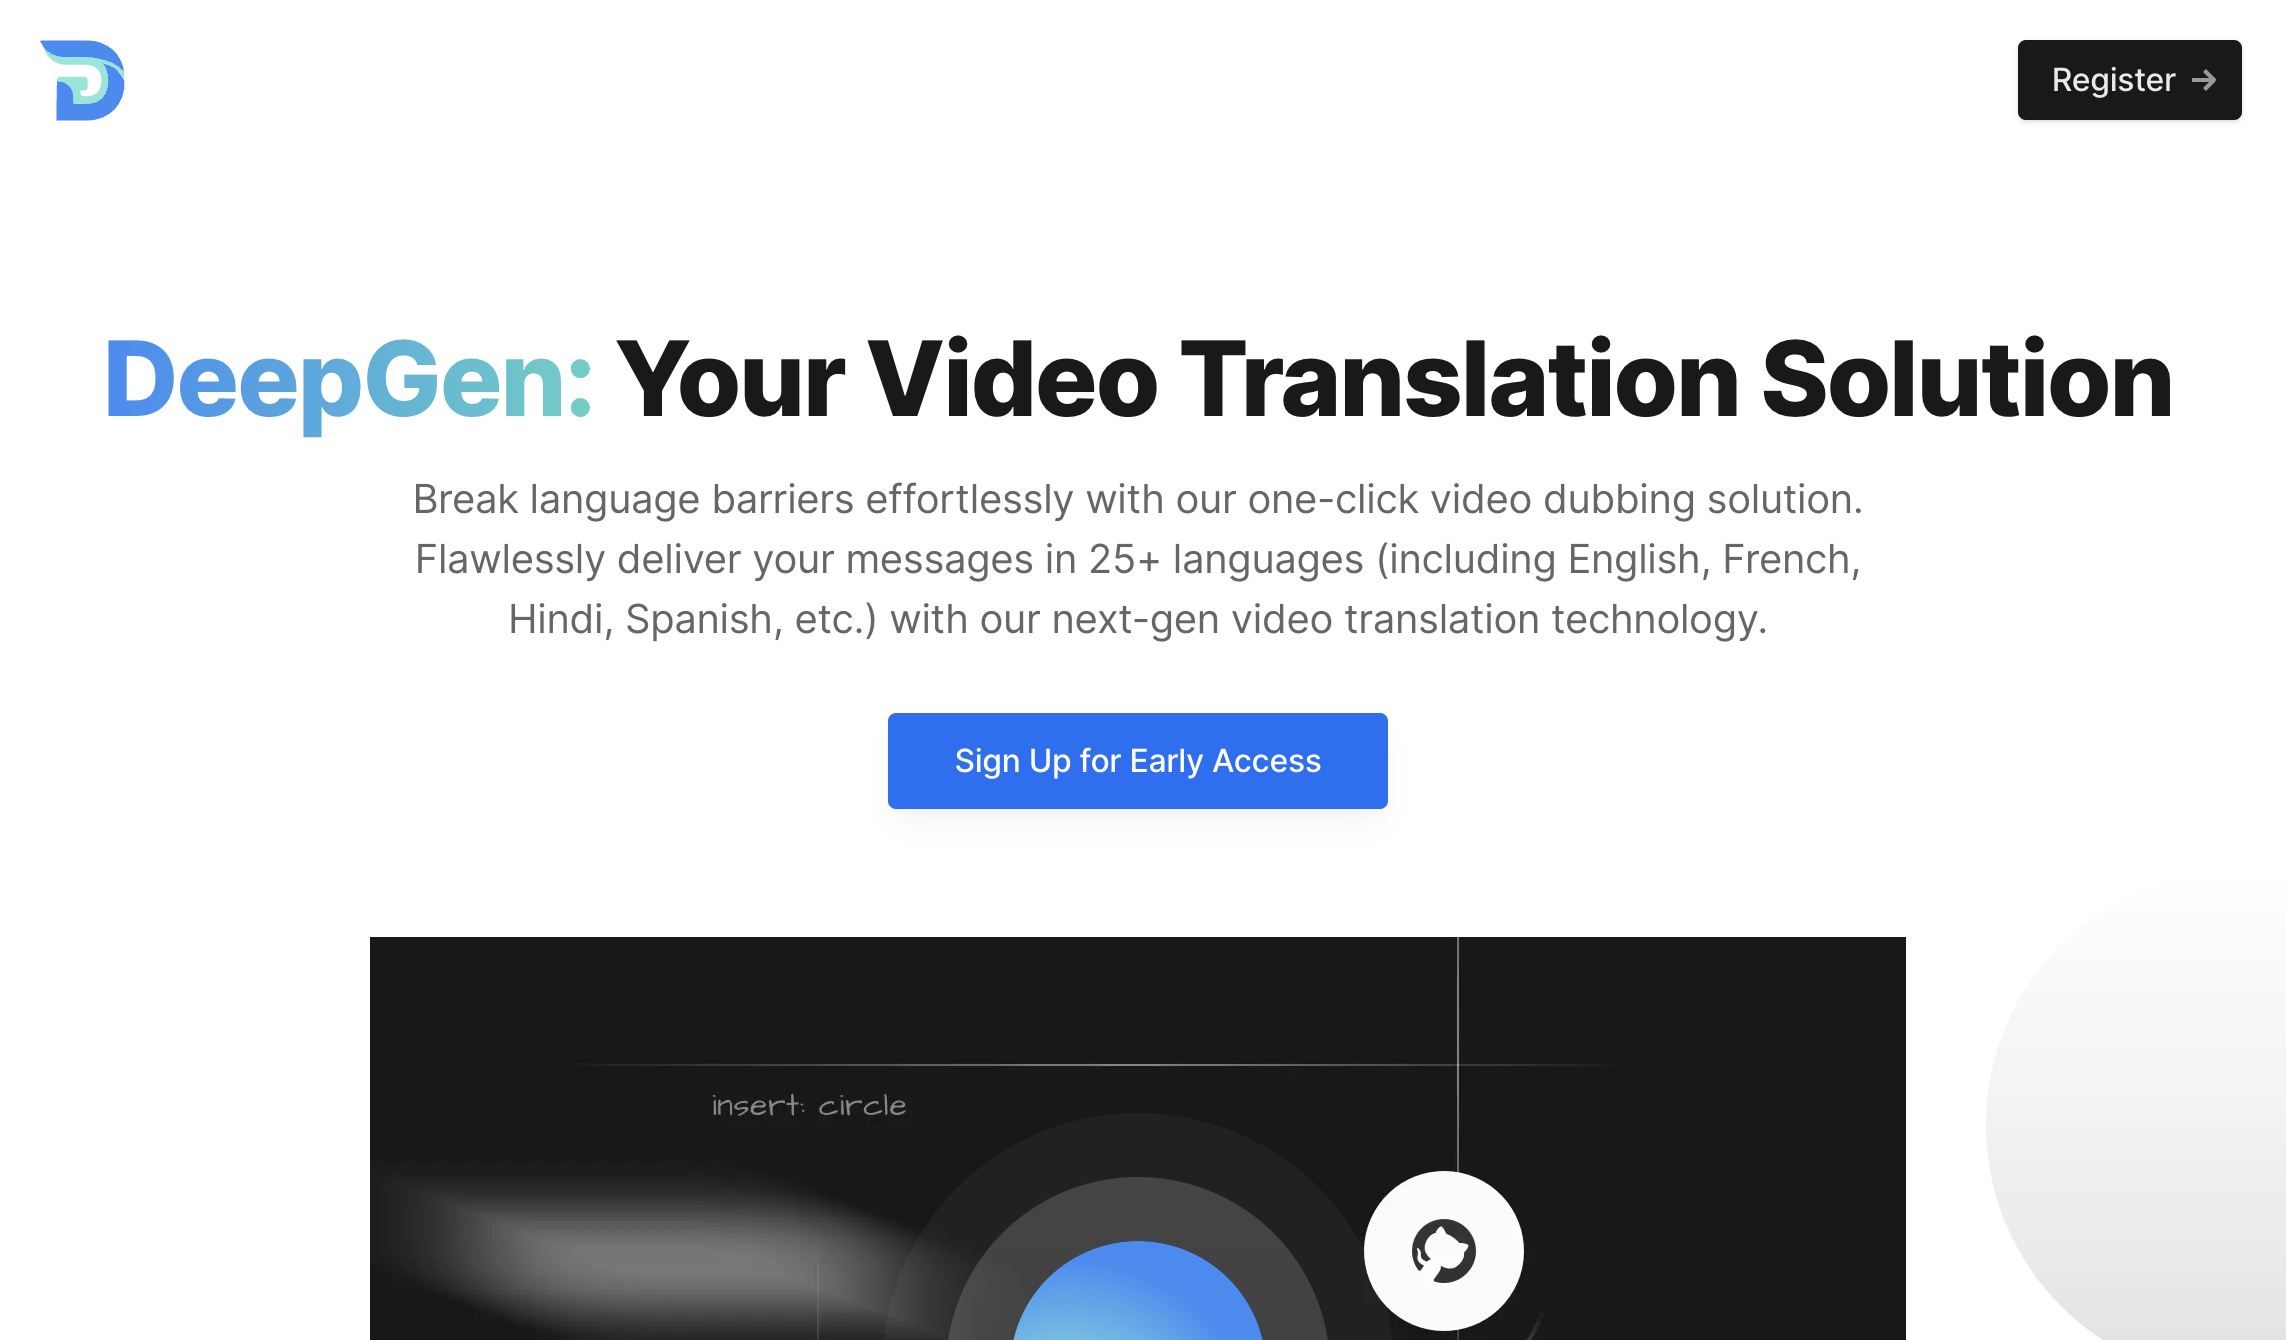 Register
DeepGen: Your Video Translation Solution
Break language barriers effortlessly with our one-click video dubbing solution.
Flawlessly deliver your messages in 25+ languages (including English, French,
Hindi, Spanish, etc.) with our next-gen video translation technology.
Sign Up for Early Access
insert: circle